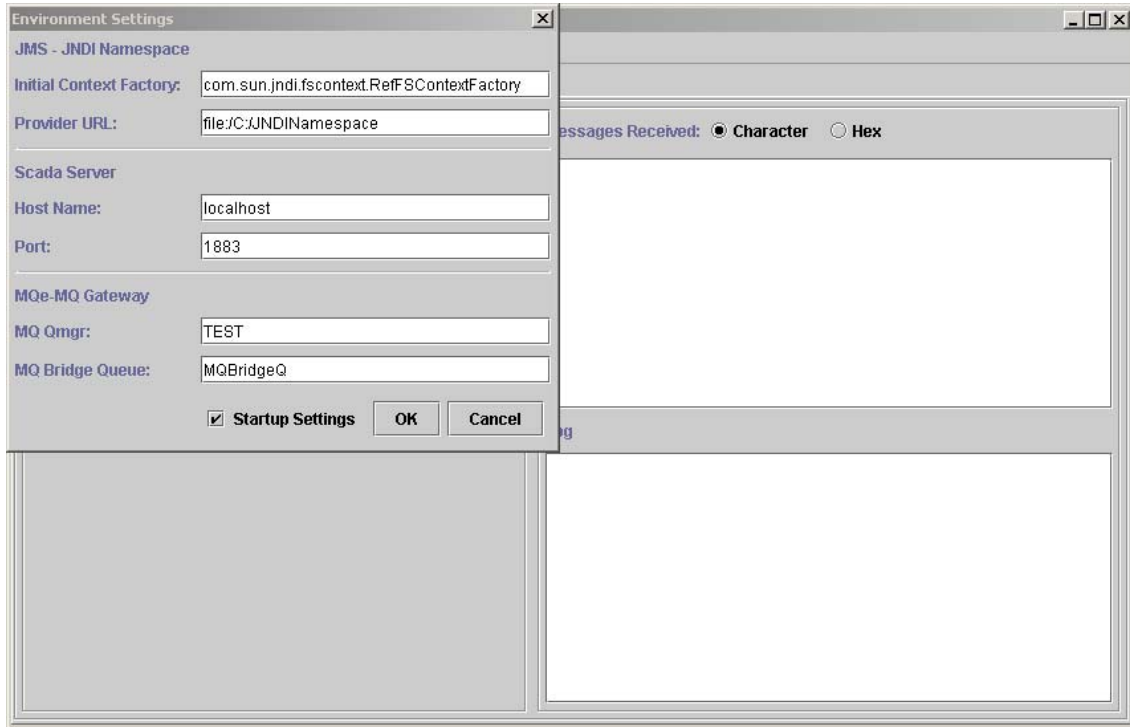 Environment Settings
JMS - JNDI Namespace
Initial Context Factory: com.sun.jndi.fscontext.RefFSContextFactory
Provider URL: file:/C:/JNDINamespace
Scada Server
Host Name: localhost
Port: 1883
MQe-MQ Gateway
MQ Qmgr: TEST
MQ Bridge Queue: MQBridgeQ
Startup Settings OK Cancel
essages Received: Character Hex
og